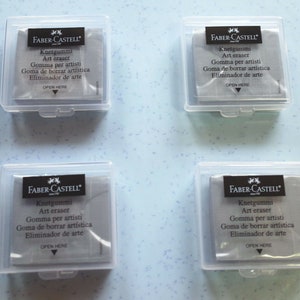 FABER-CASTELL
Knetgummi
Art eraser
Gomma per artisti
Goma de borrar artística
Eliminador de arte
OPEN HERE
FABER-CASTELL
Knetgummi
Art eraser
Gomma per artisti
Goma de borrar artística
Eliminador de arte
OPEN HERE
FABER-CASTELL
Knetgummi
Art eraser
Gomma per artisti
Goma de borrar artística
Eliminador de arte
OPEN HERE
FABER-CASTELL
Knetgummi
Art eraser
Gomma per artisti
Goma de borrar artística
Eliminador de arte
OPEN HERE